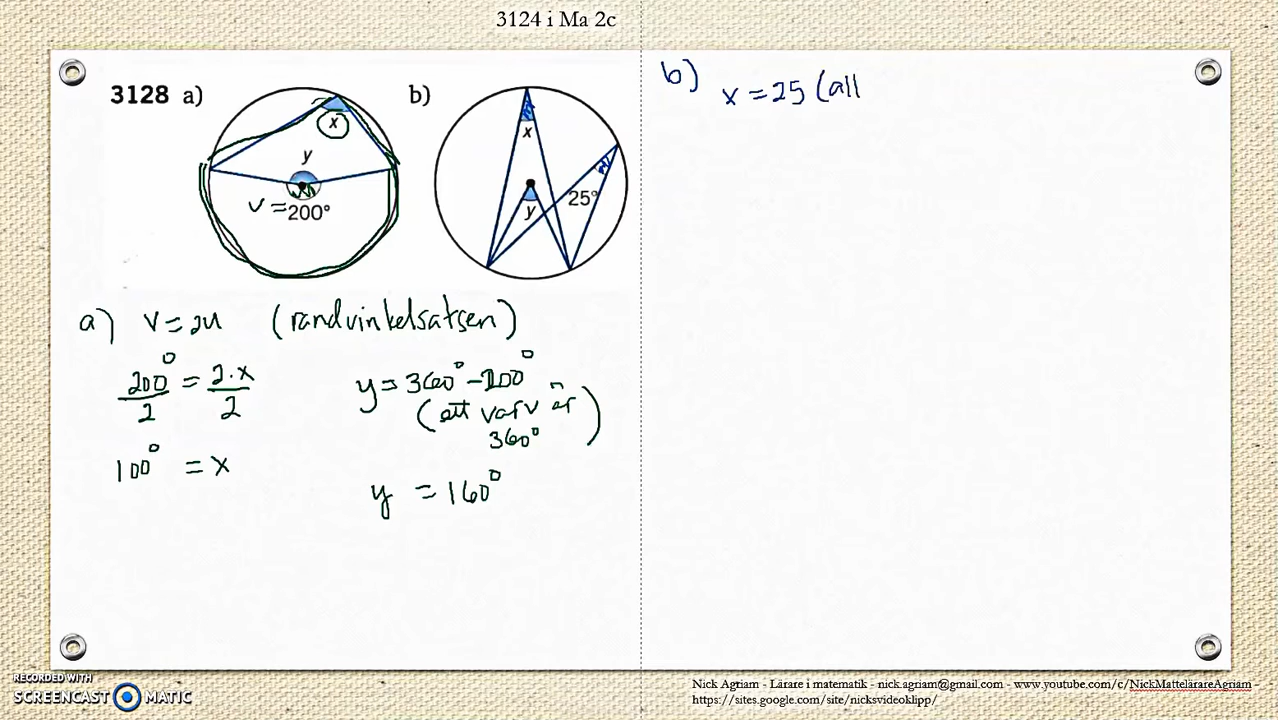 3124 i Ma 2c
3128 a)
b)
x
y
v = 200°
x
25°
y
a) v = 2u (randvinkelsatsen)
200°/2 = 2·x/2
100° = x
y = 360° - 200°
(ett varv är
360°)
y = 160°
b) x = 25 (all
RECORDED WITH
SCREENCAST MATIC
Nick Agriam - Lärare i matematik - nick.agriam@gmail.com - www.youtube.com/c/NickMattelärareAgriam
https://sites.google.com/site/nicksvideoklipp/